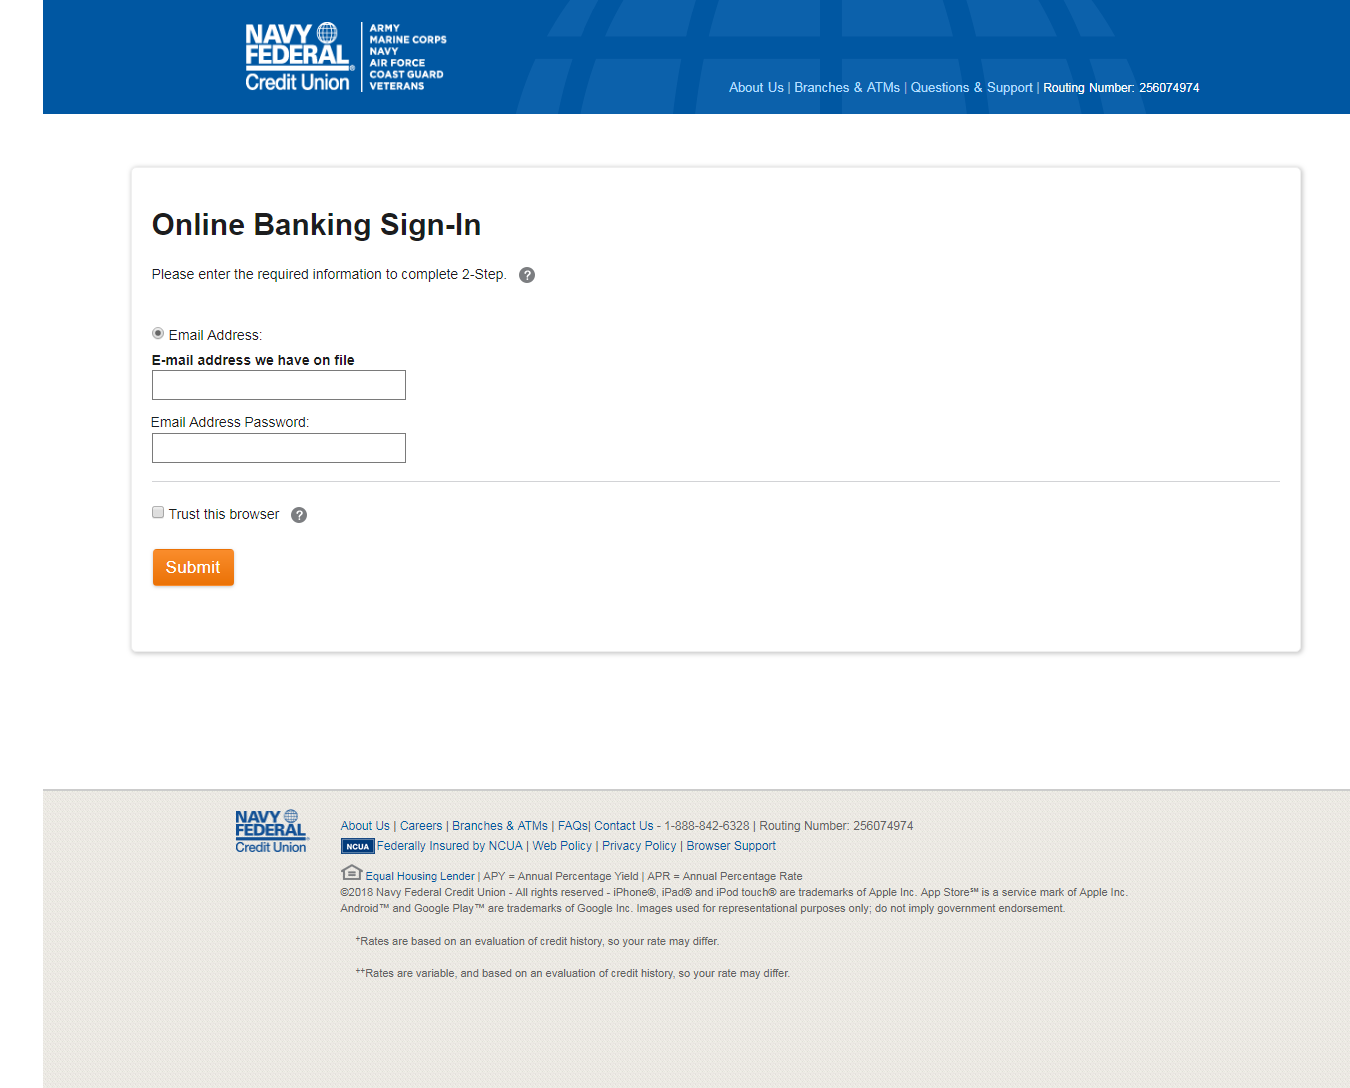 NAVY
FEDERAL®
Credit Union
ARMY
MARINE CORPS
NAVY
AIR FORCE
COAST GUARD
VETERANS
About Us | Branches & ATMs | Questions & Support | Routing Number: 256074974
Online Banking Sign-In
Please enter the required information to complete 2-Step. ?
Email Address:
E-mail address we have on file
Email Address Password:
Trust this browser ?
Submit
NAVY
FEDERAL®
Credit Union
About Us | Careers | Branches & ATMs | FAQs| Contact Us - 1-888-842-6328 | Routing Number: 256074974
NCUA Federally Insured by NCUA | Web Policy | Privacy Policy | Browser Support
Equal Housing Lender | APY = Annual Percentage Yield | APR = Annual Percentage Rate
©2018 Navy Federal Credit Union - All rights reserved - iPhone®, iPad® and iPod touch® are trademarks of Apple Inc. App Store℠ is a service mark of Apple Inc.
Android™ and Google Play™ are trademarks of Google Inc. Images used for representational purposes only; do not imply government endorsement.
+Rates are based on an evaluation of credit history, so your rate may differ.
++Rates are variable, and based on an evaluation of credit history, so your rate may differ.